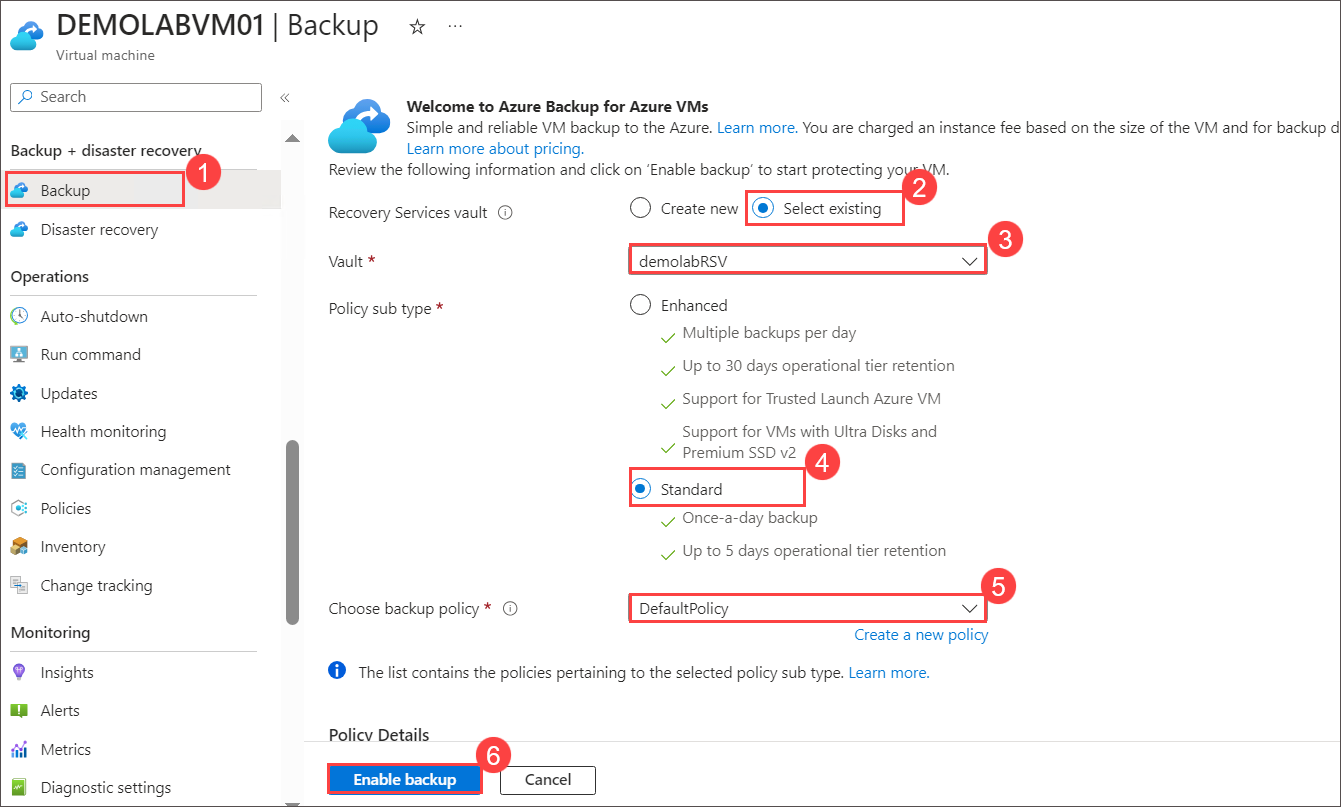 DEMOLABVM01 | Backup
Virtual machine
Search
Backup + disaster recovery
1
Backup
Disaster recovery
Operations
Auto-shutdown
Run command
Updates
Health monitoring
Configuration management
Policies
Inventory
Change tracking
Monitoring
Insights
Alerts
Metrics
Diagnostic settings
Welcome to Azure Backup for Azure VMs
Simple and reliable VM backup to the Azure. Learn more. You are charged an instance fee based on the size of the VM and for backup d
Learn more about pricing.
Review the following information and click on 'Enable backup' to start protecting your VM.
2
Recovery Services vault Create new Select existing
3
Vault * demolabRSV
Policy sub type * Enhanced
Multiple backups per day
Up to 30 days operational tier retention
Support for Trusted Launch Azure VM
Support for VMs with Ultra Disks and
Premium SSD v2
4
Standard
Once-a-day backup
Up to 5 days operational tier retention
5
Choose backup policy * DefaultPolicy
Create a new policy
The list contains the policies pertaining to the selected policy sub type. Learn more.
Policy Details
6
Enable backup Cancel